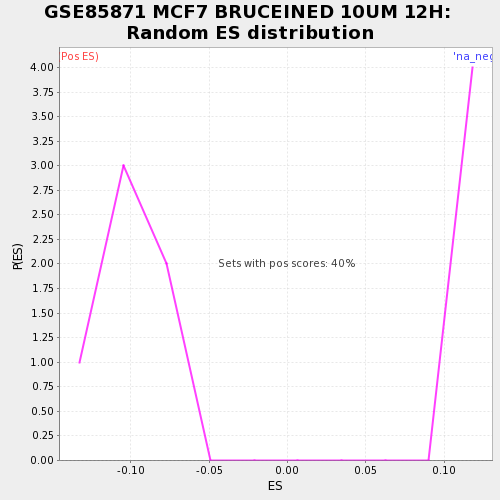 GSE85871 MCF7 BRUCEINED 10UM 12H:
Random ES distribution
Pos ES)
'na_neg
4.00
3.75
3.50
3.25
3.00
2.75
2.50
2.25
2.00
1.75
1.50
1.25
1.00
0.75
0.50
0.25
0.00
P(ES)
Sets with pos scores: 40%
-0.10 -0.05 0.00 0.05 0.10
ES